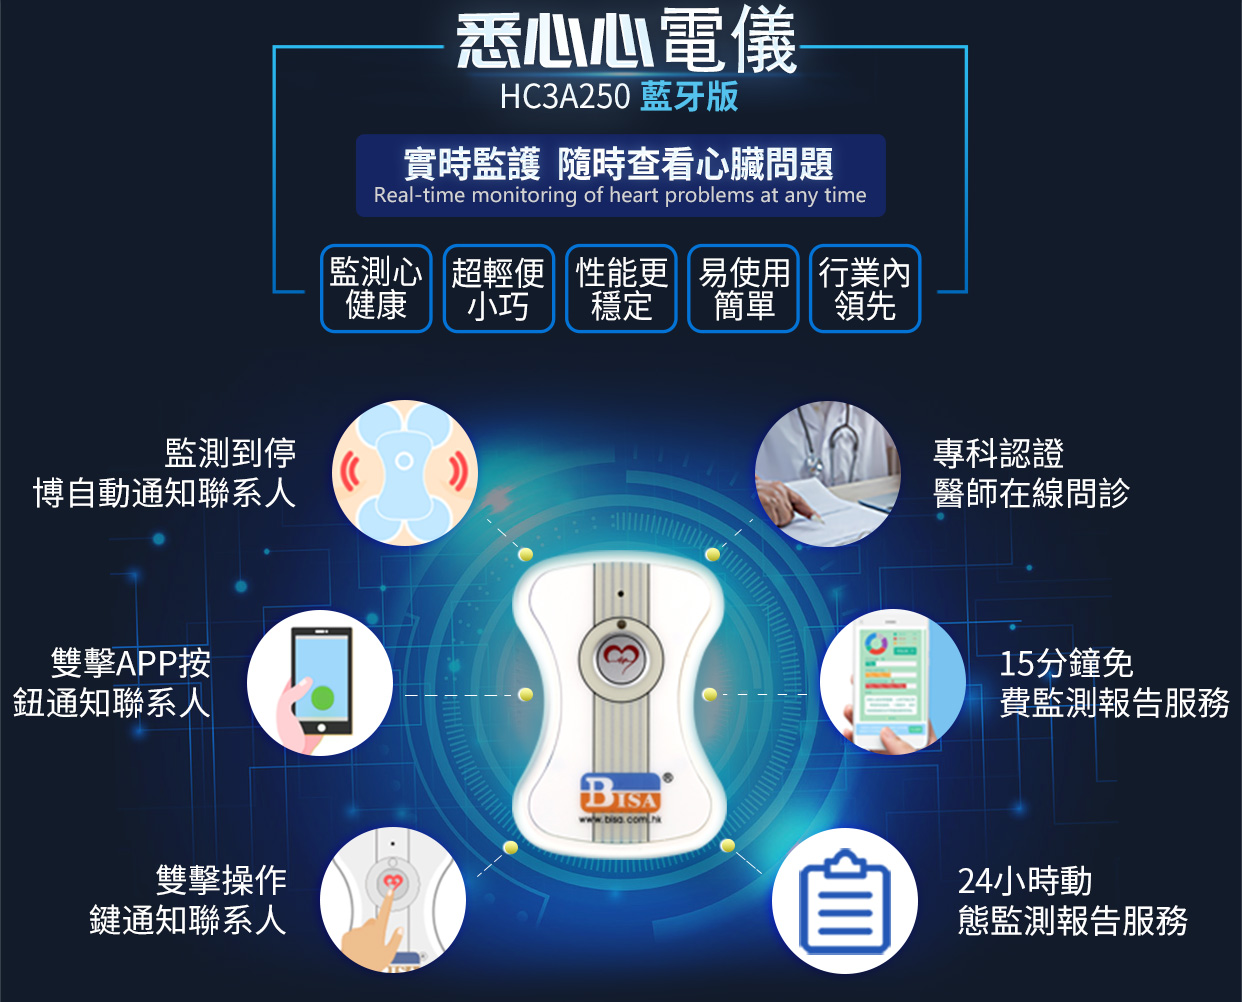 悉心心電儀
HC3A250 藍牙版
實時監護 隨時查看心臟問題
Real-time monitoring of heart problems at any time
監測心
健康
超輕便
小巧
性能更
穩定
易使用
簡單
行業內
領先
監測到停
博自動通知聯系人
專科認證
醫師在線問診
雙擊APP按
鈕通知聯系人
15分鐘免
費監測報告服務
BISA®
www.bisa.com.hk
雙擊操作
鍵通知聯系人
24小時動
態監測報告服務